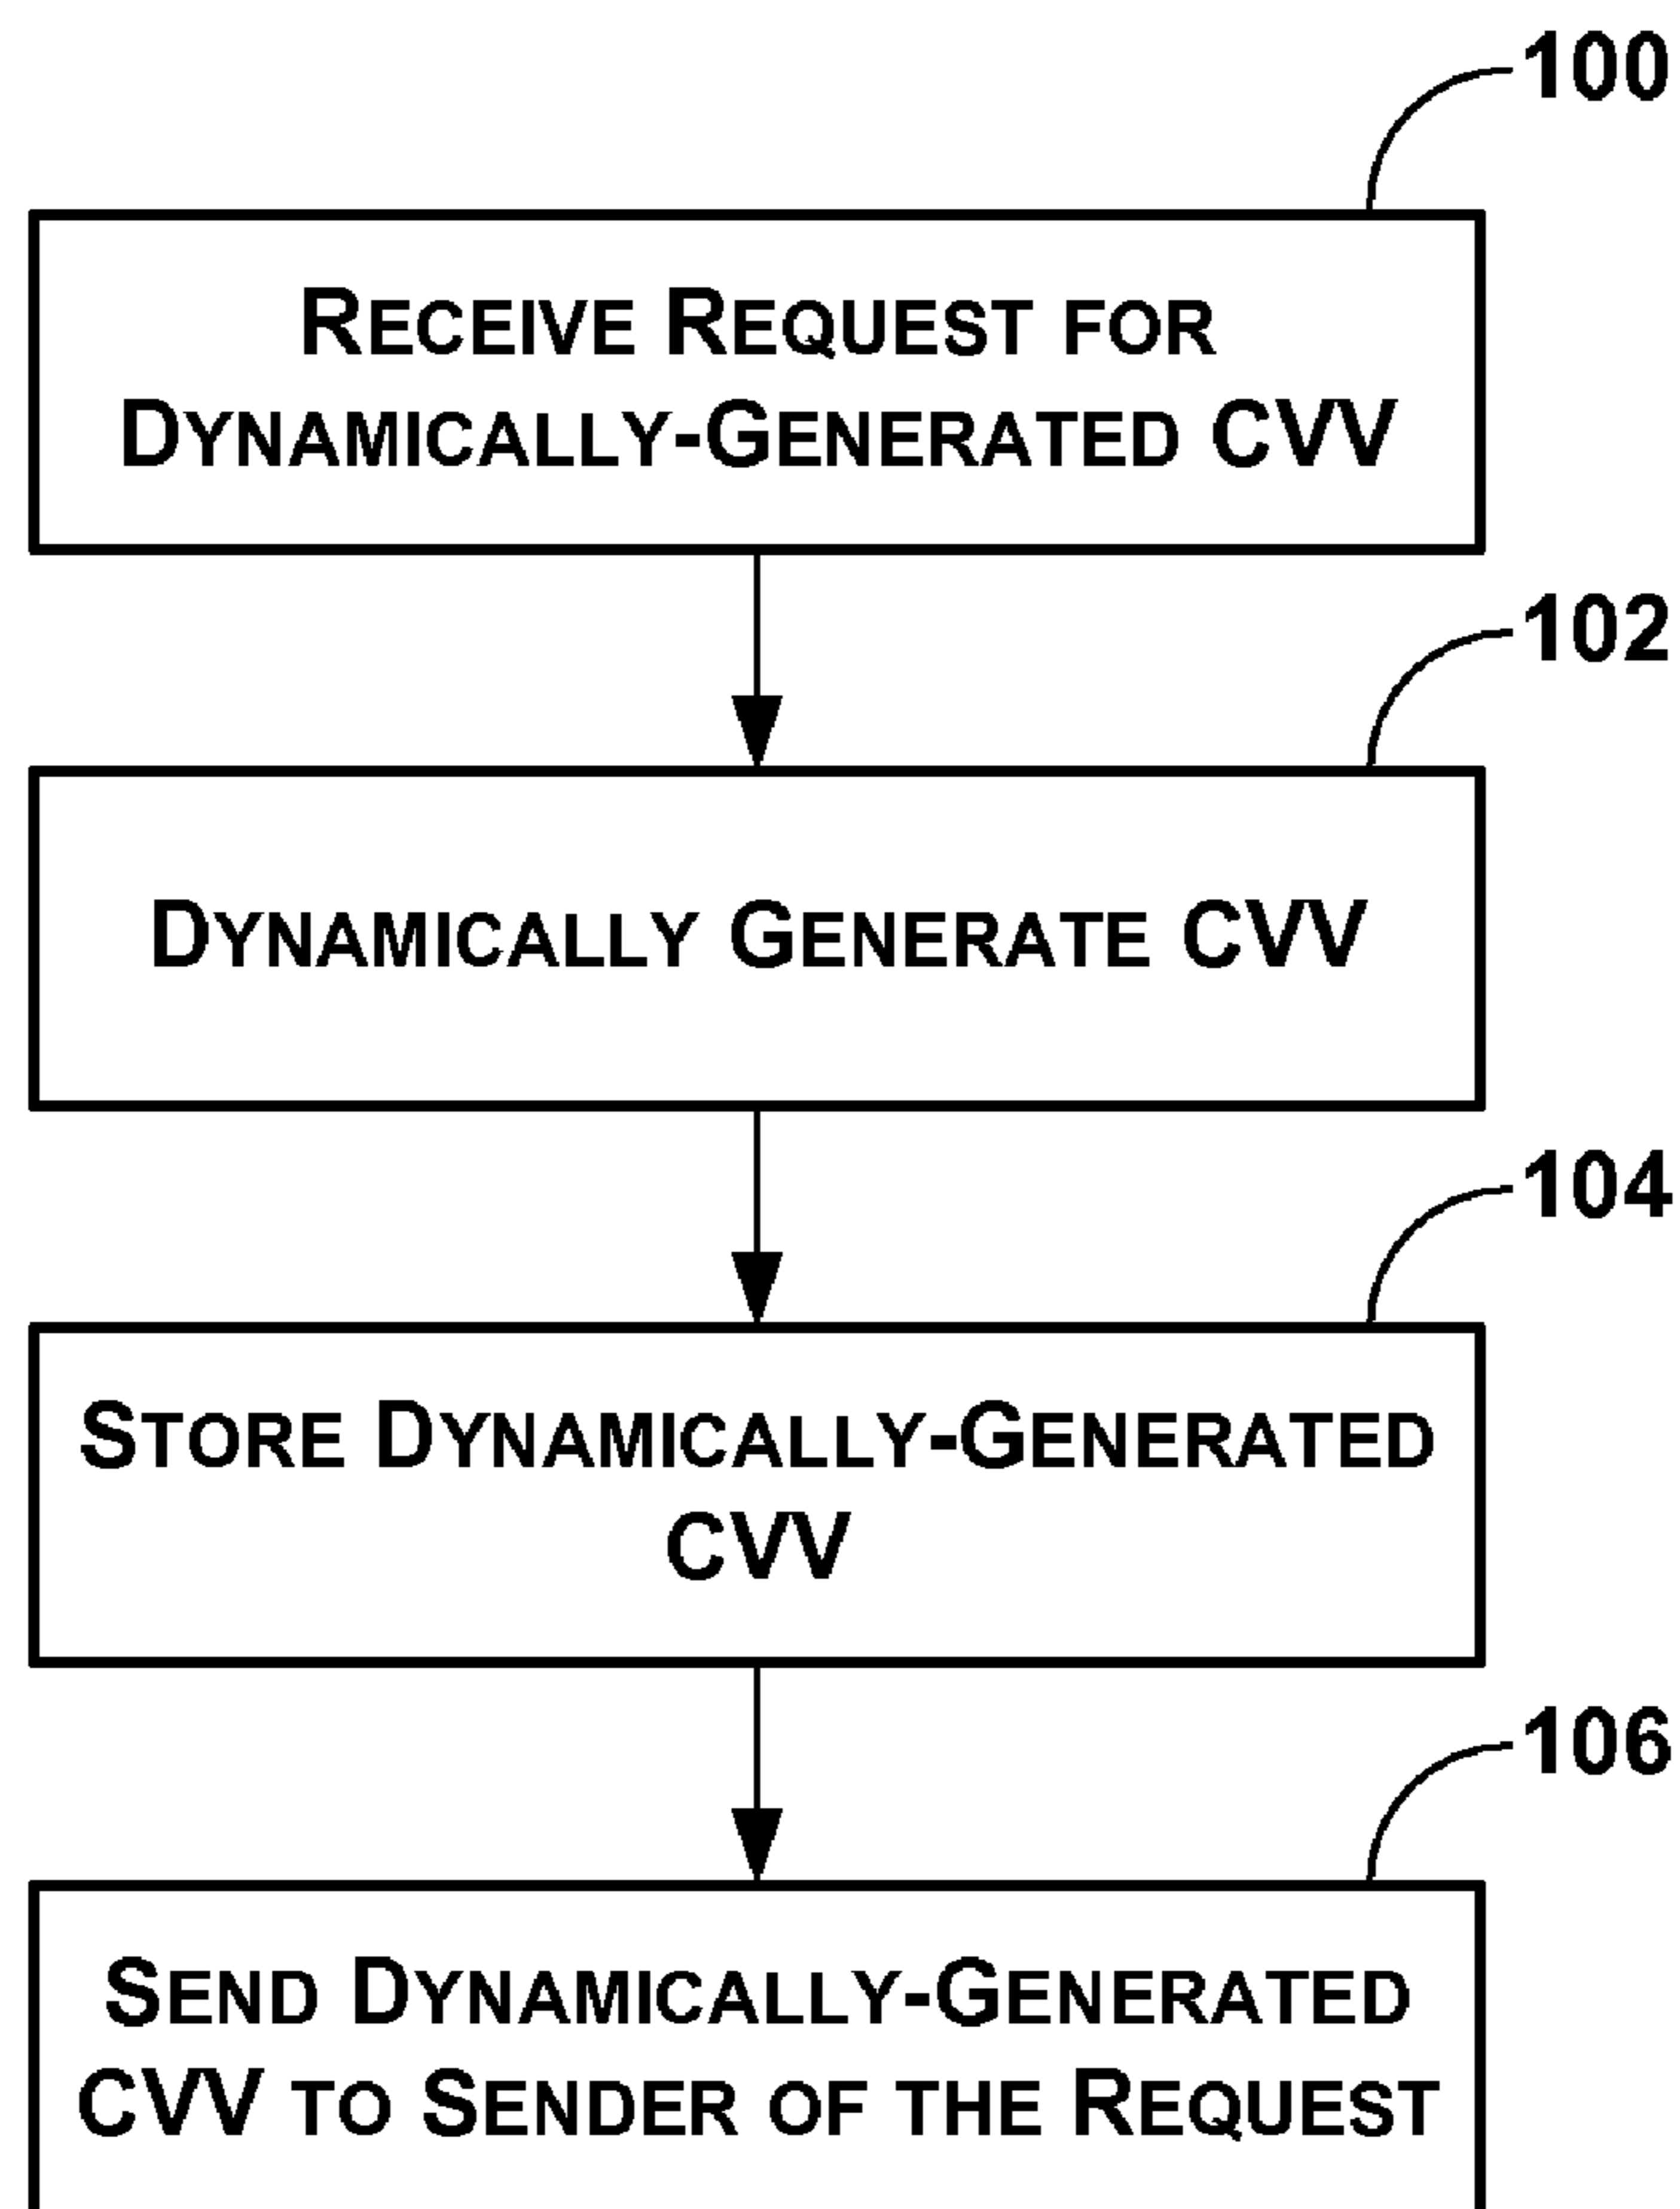 100
RECEIVE REQUEST FOR
DYNAMICALLY-GENERATED CVV
102
DYNAMICALLY GENERATE CVV
104
STORE DYNAMICALLY-GENERATED
CVV
106
SEND DYNAMICALLY-GENERATED
CVV TO SENDER OF THE REQUEST